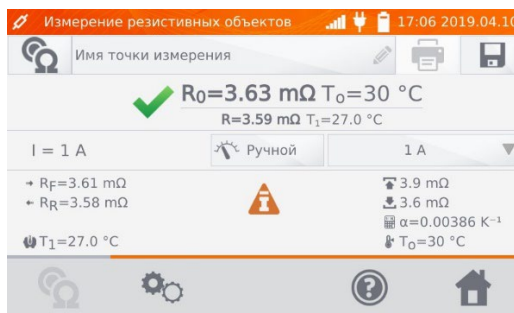 Измерение резистивных объектов 17:06 2019.04.10
Имя точки измерения
R0=3.63 mΩ To=30 °C
R=3.59 mΩ T1=27.0 °C
I = 1 A Ручной 1 A
RF=3.61 mΩ 3.9 mΩ
RR=3.58 mΩ 3.6 mΩ
α=0.00386 K⁻¹
T1=27.0 °C To=30 °C